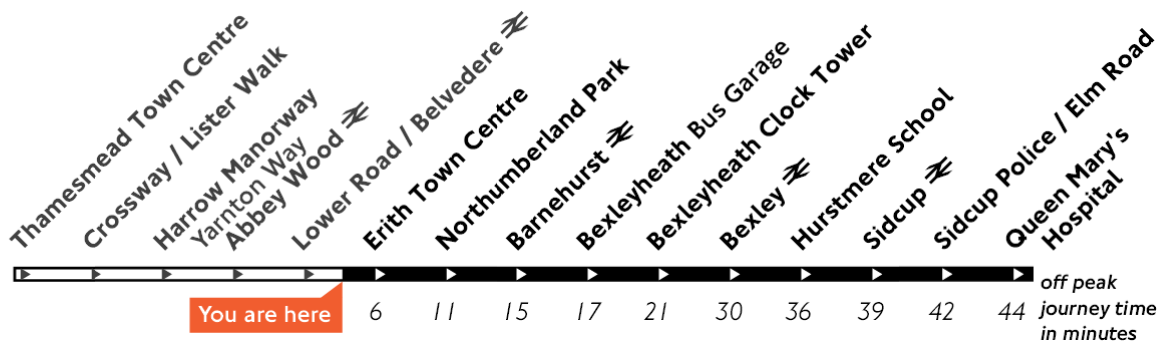 Thamesmead Town Centre
Crossway / Lister Walk
Harrow Manorway
Yarnton Way
Abbey Wood
Lower Road / Belvedere
Erith Town Centre
Northumberland Park
Barnehurst
Bexleyheath Bus Garage
Bexleyheath Clock Tower
Bexley
Hurstmere School
Sidcup
Sidcup Police / Elm Road
Queen Mary's
Hospital
You are here
6 11 15 17 21 30 36 39 42 44
off peak
journey time
in minutes